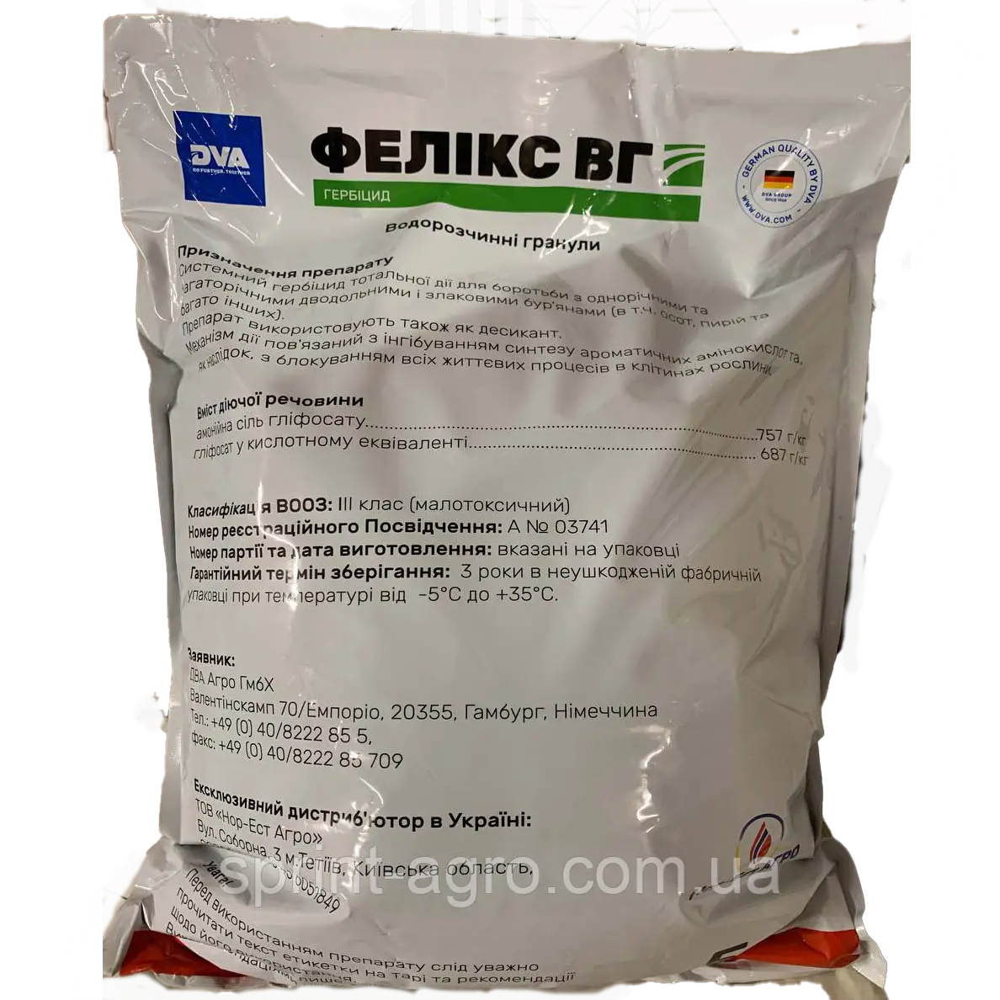 DVA
GO FURTHER. TOGETHER
ФЕЛІКС ВГ
ГЕРБІЦИД
GERMAN QUALITY BY DVA
DVA GROUP
WWW.DVA.COM
Водорозчинні гранули
Призначення препарату
Системний гербіцид тотальної дії для боротьби з однорічними та
багаторічними дводольними і злаковими бур'янами (в т.ч. осот, пирій та
багато інших).
Препарат використовують також як десикант.
Механізм дії пов'язаний з інгібуванням синтезу ароматичних амінокислот та,
як наслідок, з блокуванням всіх життєвих процесів в клітинах рослини.
Вміст діючої речовини
амонійна сіль гліфосату..........757 г/кг
гліфосат у кислотному еквіваленті.......... 687 г/кг
Класифікація ВООЗ: III клас (малотоксичний)
Номер реєстраційного Посвідчення: А № 03741
Номер партії та дата виготовлення: вказані на упаковці
Гарантійний термін зберігання: 3 роки в неушкодженій фабричній
упаковці при температурі від -5°С до +35°С.
Заявник:
ДВА Агро ГмбХ
Валентінскамп 70/Емпоріо, 20355, Гамбург, Німеччина
Тел.: +49 (0) 40/8222 85 5,
факс: +49 (0) 40/8222 85 709
Ексклюзивний дистриб'ютор в Україні:
ТОВ «Нор-Ест Агро»
Вул. Соборна, 3 м.Тетіїв, Київська область,
6051849
sprint-agro.com.ua
Увага!
Перед використанням препарату слід уважно
прочитати текст етикетки на тарі та рекомендації
щодо його використання.